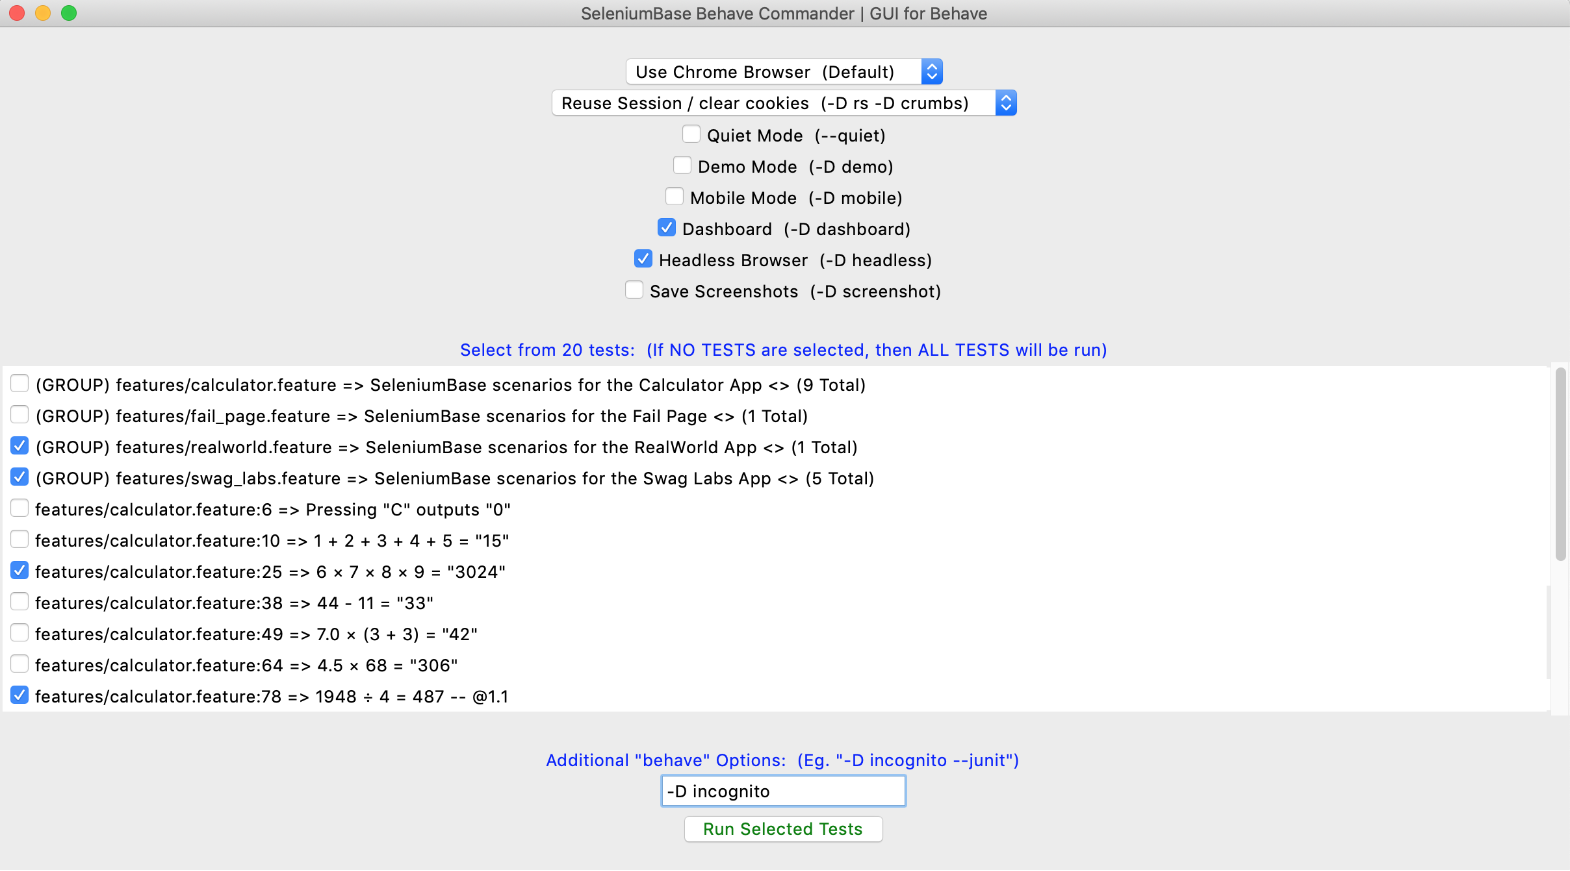 SeleniumBase Behave Commander | GUI for Behave
Use Chrome Browser (Default)
Reuse Session / clear cookies (-D rs -D crumbs)
Quiet Mode (--quiet)
Demo Mode (-D demo)
Mobile Mode (-D mobile)
Dashboard (-D dashboard)
Headless Browser (-D headless)
Save Screenshots (-D screenshot)
Select from 20 tests: (If NO TESTS are selected, then ALL TESTS will be run)
(GROUP) features/calculator.feature => SeleniumBase scenarios for the Calculator App <> (9 Total)
(GROUP) features/fail_page.feature => SeleniumBase scenarios for the Fail Page <> (1 Total)
(GROUP) features/realworld.feature => SeleniumBase scenarios for the RealWorld App <> (1 Total)
(GROUP) features/swag_labs.feature => SeleniumBase scenarios for the Swag Labs App <> (5 Total)
features/calculator.feature:6 => Pressing "C" outputs "0"
features/calculator.feature:10 => 1 + 2 + 3 + 4 + 5 = "15"
features/calculator.feature:25 => 6 × 7 × 8 × 9 = "3024"
features/calculator.feature:38 => 44 - 11 = "33"
features/calculator.feature:49 => 7.0 × (3 + 3) = "42"
features/calculator.feature:64 => 4.5 × 68 = "306"
features/calculator.feature:78 => 1948 ÷ 4 = 487 -- @1.1
Additional "behave" Options: (Eg. "-D incognito --junit")
-D incognito
Run Selected Tests